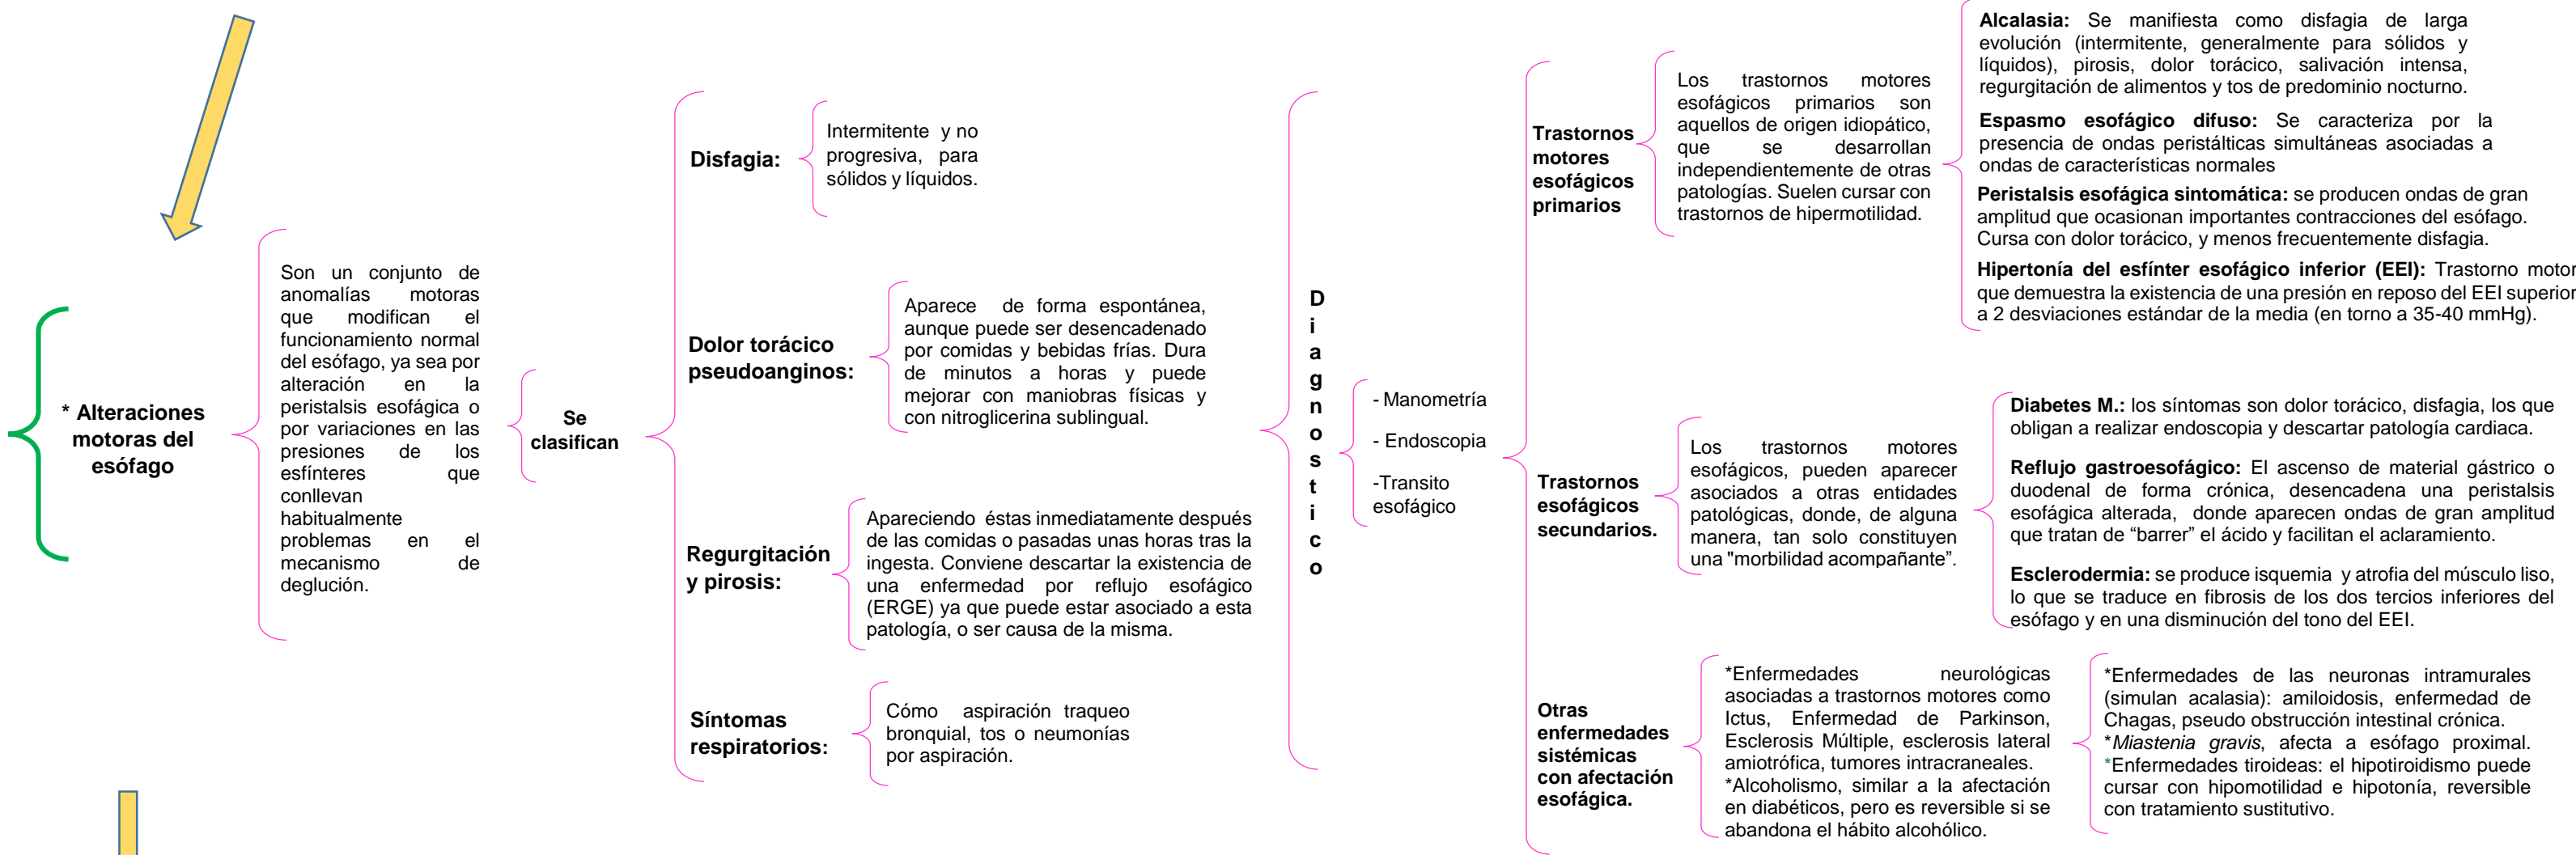 * Alteraciones
motoras del
esófago
Son un conjunto de
anomalías motoras
que modifican el
funcionamiento normal
del esófago, ya sea por
alteración en la
peristalsis esofágica o
por variaciones en las
presiones de los
esfínteres que
conllevan
habitualmente
problemas en el
mecanismo de
deglución.
Se
clasifican
Disfagia:
Intermitente y no
progresiva, para
sólidos y líquidos.
Dolor torácico
pseudoanginos:
Aparece de forma espontánea,
aunque puede ser desencadenado
por comidas y bebidas frías. Dura
de minutos a horas y puede
mejorar con maniobras físicas y
con nitroglicerina sublingual.
Regurgitación
y pirosis:
Apareciendo éstas inmediatamente después
de las comidas o pasadas unas horas tras la
ingesta. Conviene descartar la existencia de
una enfermedad por reflujo esofágico
(ERGE) ya que puede estar asociado a esta
patología, o ser causa de la misma.
Síntomas
respiratorios:
Cómo aspiración traqueo
bronquial, tos o neumonías
por aspiración.
D
i
a
g
n
o
s
t
i
c
o
- Manometría
- Endoscopia
-Transito
esofágico
Trastornos
motores
esofágicos
primarios
Los trastornos motores
esofágicos primarios son
aquellos de origen idiopático,
que se desarrollan
independientemente de otras
patologías. Suelen cursar con
trastornos de hipermotilidad.
Alcalasia: Se manifiesta como disfagia de larga
evolución (intermitente, generalmente para sólidos y
líquidos), pirosis, dolor torácico, salivación intensa,
regurgitación de alimentos y tos de predominio nocturno.
Espasmo esofágico difuso: Se caracteriza por la
presencia de ondas peristálticas simultáneas asociadas a
ondas de características normales
Peristalsis esofágica sintomática: se producen ondas de gran
amplitud que ocasionan importantes contracciones del esófago.
Cursa con dolor torácico, y menos frecuentemente disfagia.
Hipertonía del esfínter esofágico inferior (EEI): Trastorno motor
que demuestra la existencia de una presión en reposo del EEI superior
a 2 desviaciones estándar de la media (en torno a 35-40 mmHg).
Trastornos
esofágicos
secundarios.
Los trastornos motores
esofágicos, pueden aparecer
asociados a otras entidades
patológicas, donde, de alguna
manera, tan solo constituyen
una "morbilidad acompañante”.
Diabetes M.: los síntomas son dolor torácico, disfagia, los que
obligan a realizar endoscopia y descartar patología cardiaca.
Reflujo gastroesofágico: El ascenso de material gástrico o
duodenal de forma crónica, desencadena una peristalsis
esofágica alterada, donde aparecen ondas de gran amplitud
que tratan de “barrer” el ácido y facilitan el aclaramiento.
Esclerodermia: se produce isquemia y atrofia del músculo liso,
lo que se traduce en fibrosis de los dos tercios inferiores del
esófago y en una disminución del tono del EEI.
Otras
enfermedades
sistémicas
con afectación
esofágica.
*Enfermedades neurológicas
asociadas a trastornos motores como
Ictus, Enfermedad de Parkinson,
Esclerosis Múltiple, esclerosis lateral
amiotrófica, tumores intracraneales.
*Alcoholismo, similar a la afectación
en diabéticos, pero es reversible si se
abandona el hábito alcohólico.
*Enfermedades de las neuronas intramurales
(simulan acalasia): amiloidosis, enfermedad de
Chagas, pseudo obstrucción intestinal crónica.
*Miastenia gravis, afecta a esófago proximal.
*Enfermedades tiroideas: el hipotiroidismo puede
cursar con hipomotilidad e hipotonía, reversible
con tratamiento sustitutivo.